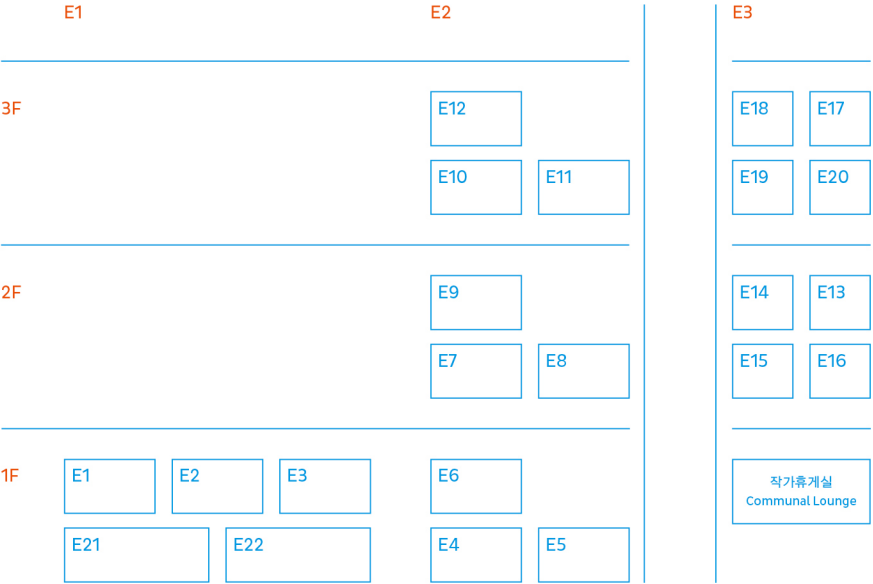 E1 E2 E3
3F
E12 E18 E17
E10 E11 E19 E20
2F
E9 E14 E13
E7 E8 E15 E16
1F
E1 E2 E3 E6
작가휴게실
Communal Lounge
E21 E22 E4 E5